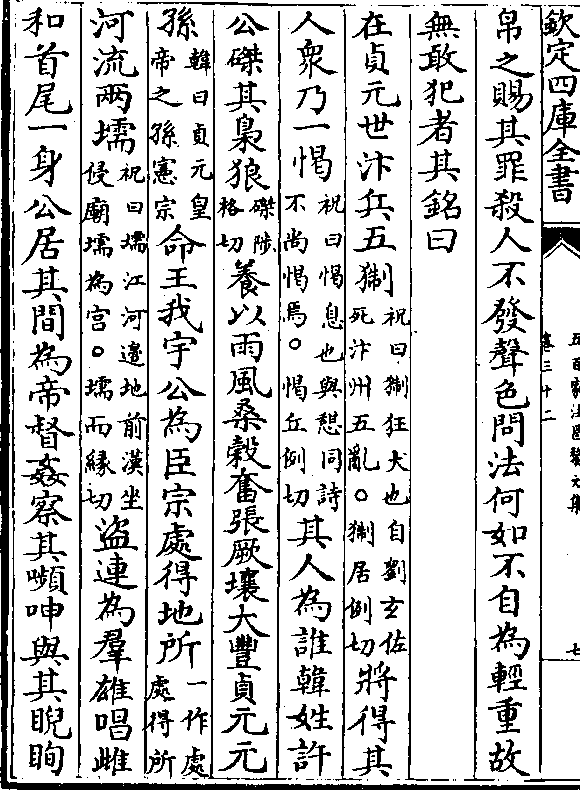 欽定四庫全書
卷三十二
七
帛之賜其罪殺人不發聲色問法何如不自為輕重故
無敢犯者其銘曰
在貞元世汴兵五猘祝曰猘狂犬也自劉玄佐死汴州五亂。猘居例切將得其
人衆乃一愒祝曰愒息也與憩同詩不尚愒焉。愒丘例切其人為誰韓姓許
公磔其梟狼磔陟格切養以雨風桑穀奮張厥壤大豐貞元元
孫韓曰貞元皇帝之孫憲宗命王我宇公為臣宗處得地所一作處處得所
河流兩壖祝曰壖江河邊地前漢坐侵廟壖為宫。壖而緣切盜連為羣雄唱雌
和首尾一身公居其間為帝督姦察其嚬呻與其睨眴